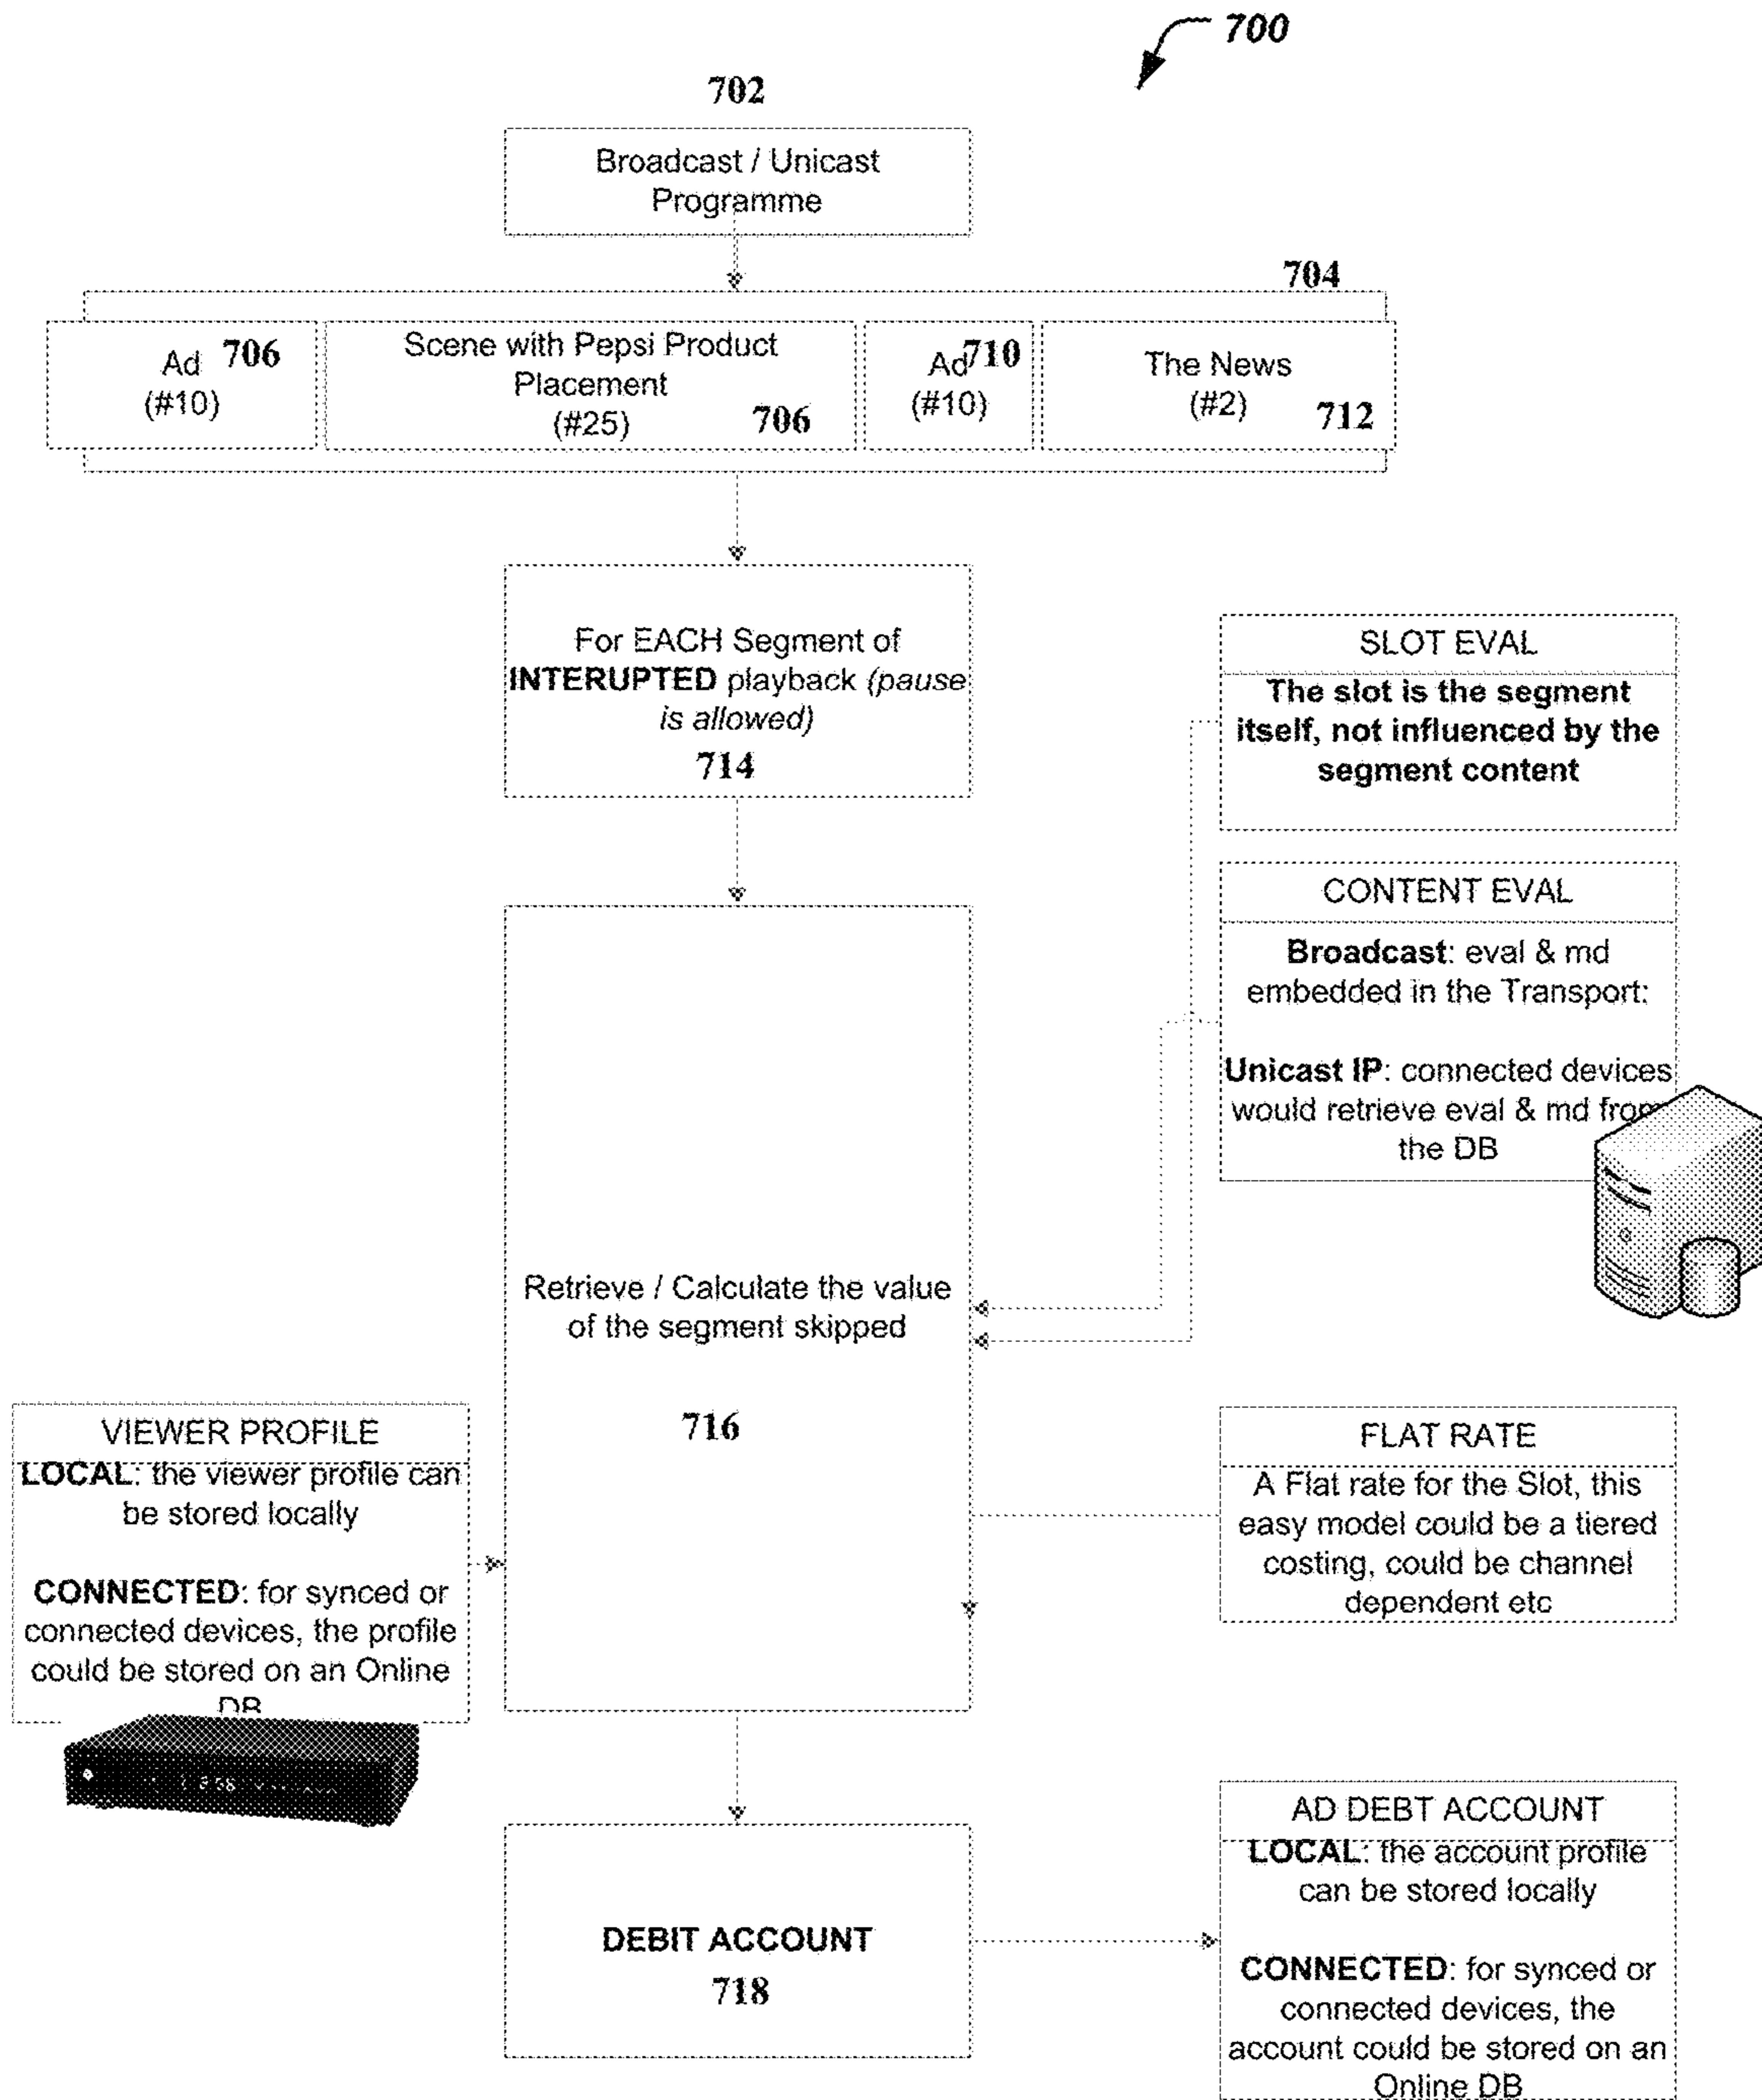 700
702
Broadcast / Unicast
Programme
704
Ad 706
(#10)
Scene with Pepsi Product
Placement
(#25) 706
Ad 710
(#10)
The News
(#2) 712
For EACH Segment of
INTERUPTED playback (pause
is allowed)
714
SLOT EVAL
The slot is the segment
itself, not influenced by the
segment content
CONTENT EVAL
Broadcast: eval & md
embedded in the Transport:
Unicast IP: connected devices
would retrieve eval & md from
the DB
Retrieve / Calculate the value
of the segment skipped
716
VIEWER PROFILE
LOCAL: the viewer profile can
be stored locally
CONNECTED: for synced or
connected devices, the profile
could be stored on an Online
DB
FLAT RATE
A Flat rate for the Slot, this
easy model could be a tiered
costing, could be channel
dependent etc
DEBIT ACCOUNT
718
AD DEBT ACCOUNT
LOCAL: the account profile
can be stored locally
CONNECTED: for synced or
connected devices, the
account could be stored on an
Online DB